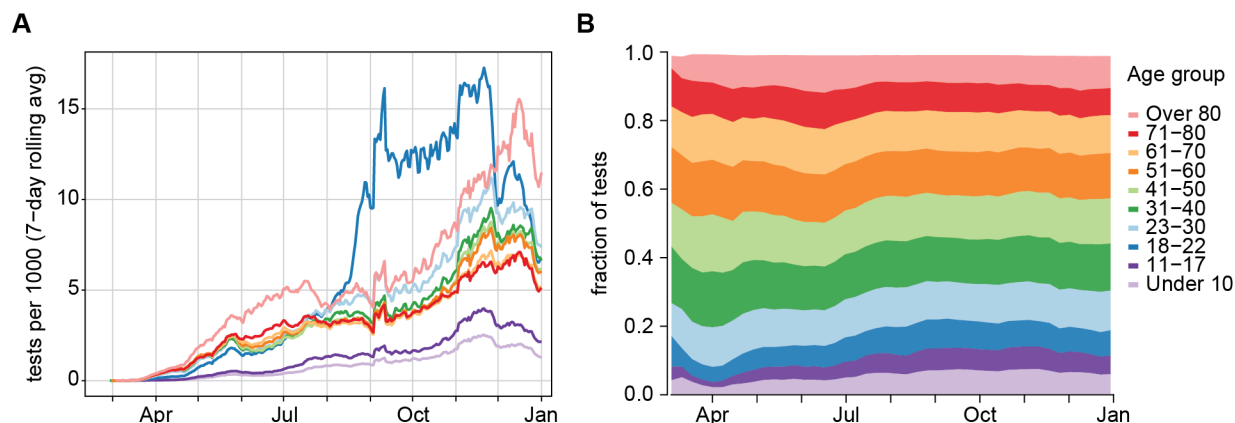 A
tests per 1000 (7−day rolling avg)
15
10
5
0
Apr
Jul
Oct
Jan
B
fraction of tests
1.0
0.8
0.6
0.4
0.2
0.0
Apr
Jul
Oct
Jan
Age group
Over 80
71−80
61−70
51−60
41−50
31−40
23−30
18−22
11−17
Under 10